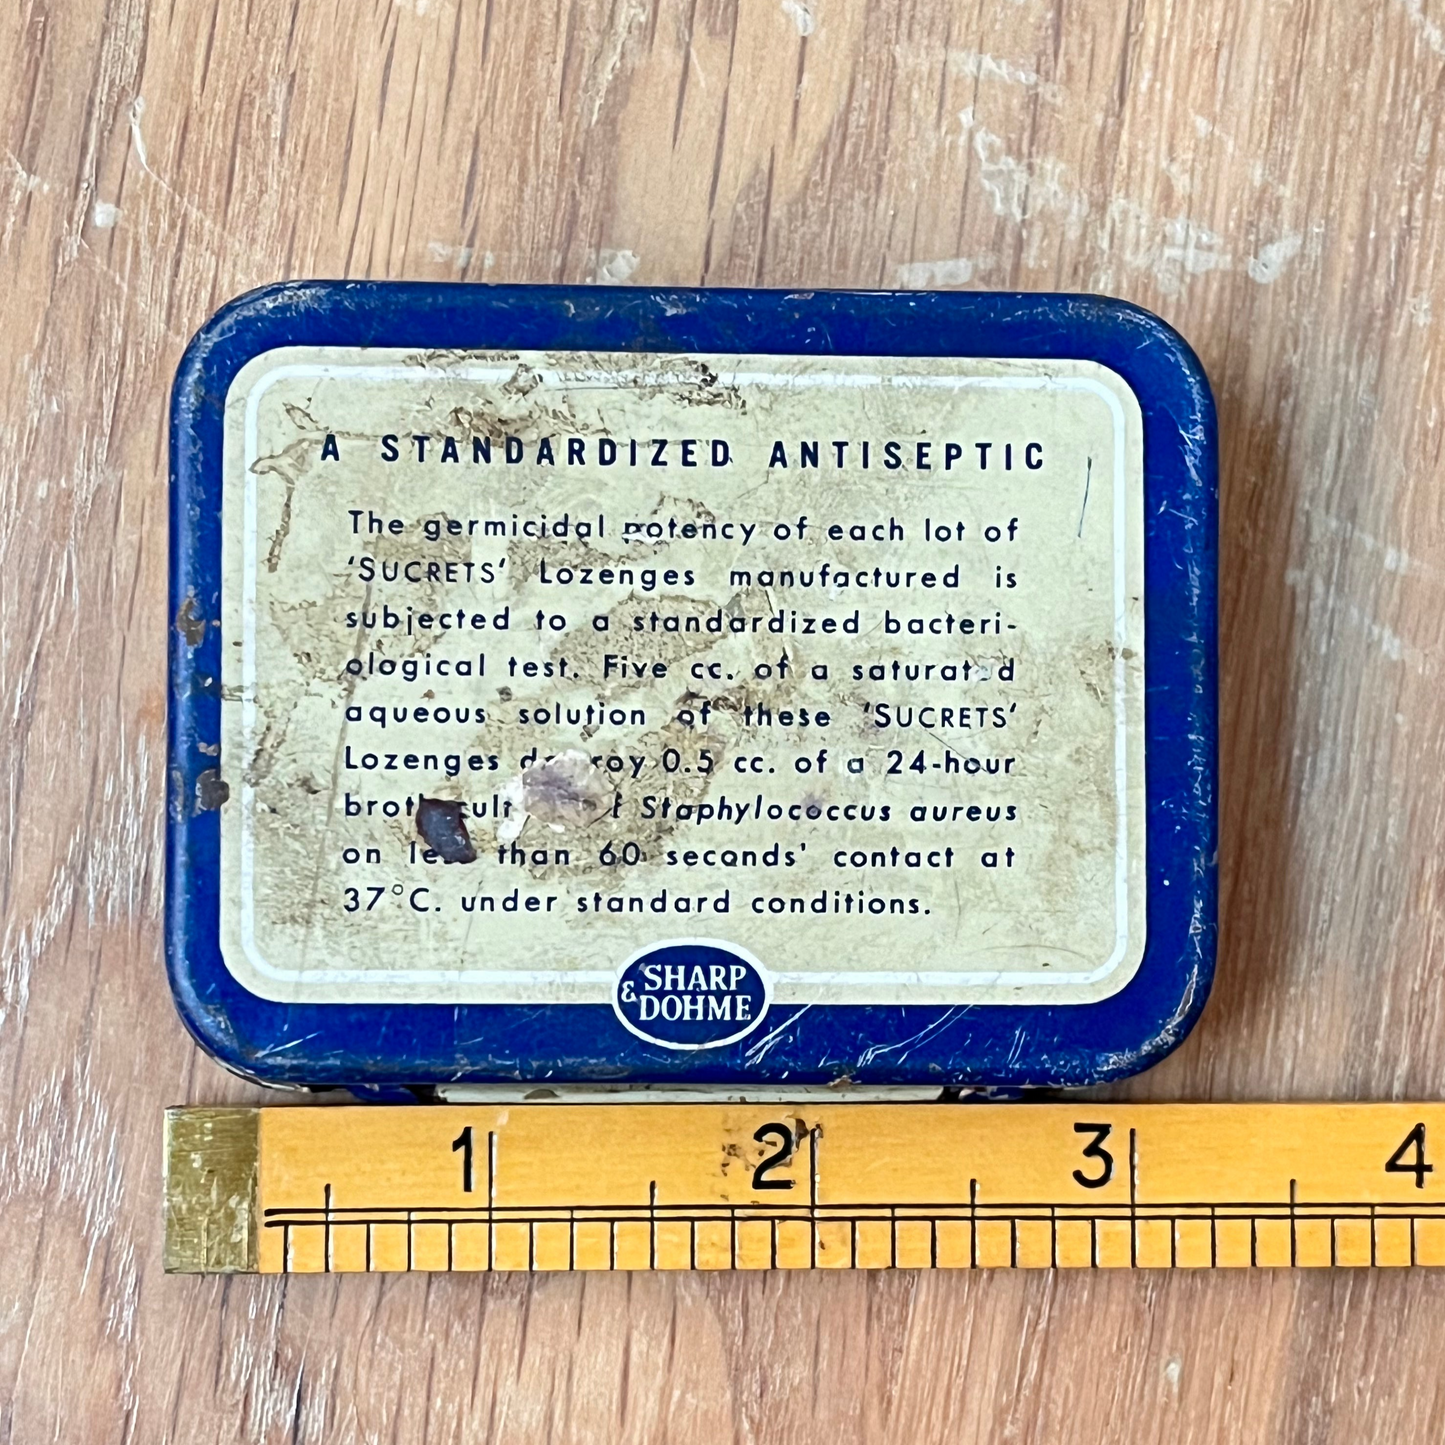 A STANDARDIZED ANTISEPTIC
The germicidal potency of each lot of
'SUCRETS' Lozenges manufactured is
subjected to a standardized bacteri-
ological test. Five cc. of a saturated
aqueous solution of these 'SUCRETS'
Lozenges destroy 0.5 cc. of a 24-hour
Staphylococcus aureus
on less than 60 seconds' contact at
37°C. under standard conditions.
SHARP
& DOHME
1 2 3 4